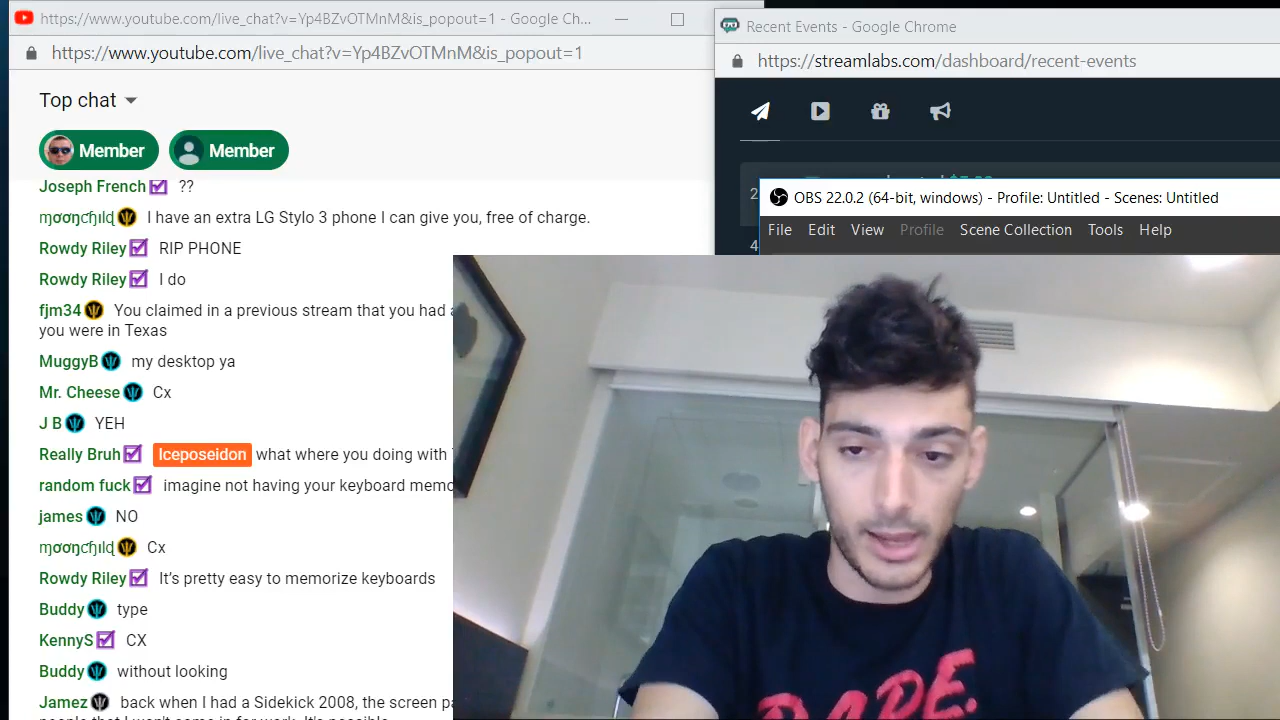 https://www.youtube.com/live_chat?v=Yp4BZvOTMnM&is_popout=1 - Google Ch...
https://www.youtube.com/live_chat?v=Yp4BZvOTMnM&is_popout=1
Top chat
Member Member
Joseph French ??
ɱơơŋƈɧıƖɖ I have an extra LG Stylo 3 phone I can give you, free of charge.
Rowdy Riley RIP PHONE
Rowdy Riley I do
fjm34 You claimed in a previous stream that you had a
you were in Texas
MuggyB my desktop ya
Mr. Cheese Cx
J B YEH
Really Bruh Iceposeidon what where you doing with
random fuck imagine not having your keyboard memo
james NO
ɱơơŋƈɧıƖɖ Cx
Rowdy Riley It's pretty easy to memorize keyboards
Buddy type
KennyS CX
Buddy without looking
Jamez back when I had a Sidekick 2008, the screen
Recent Events - Google Chrome
https://streamlabs.com/dashboard/recent-events
2
4
OBS 22.0.2 (64-bit, windows) - Profile: Untitled - Scenes: Untitled
File Edit View Profile Scene Collection Tools Help